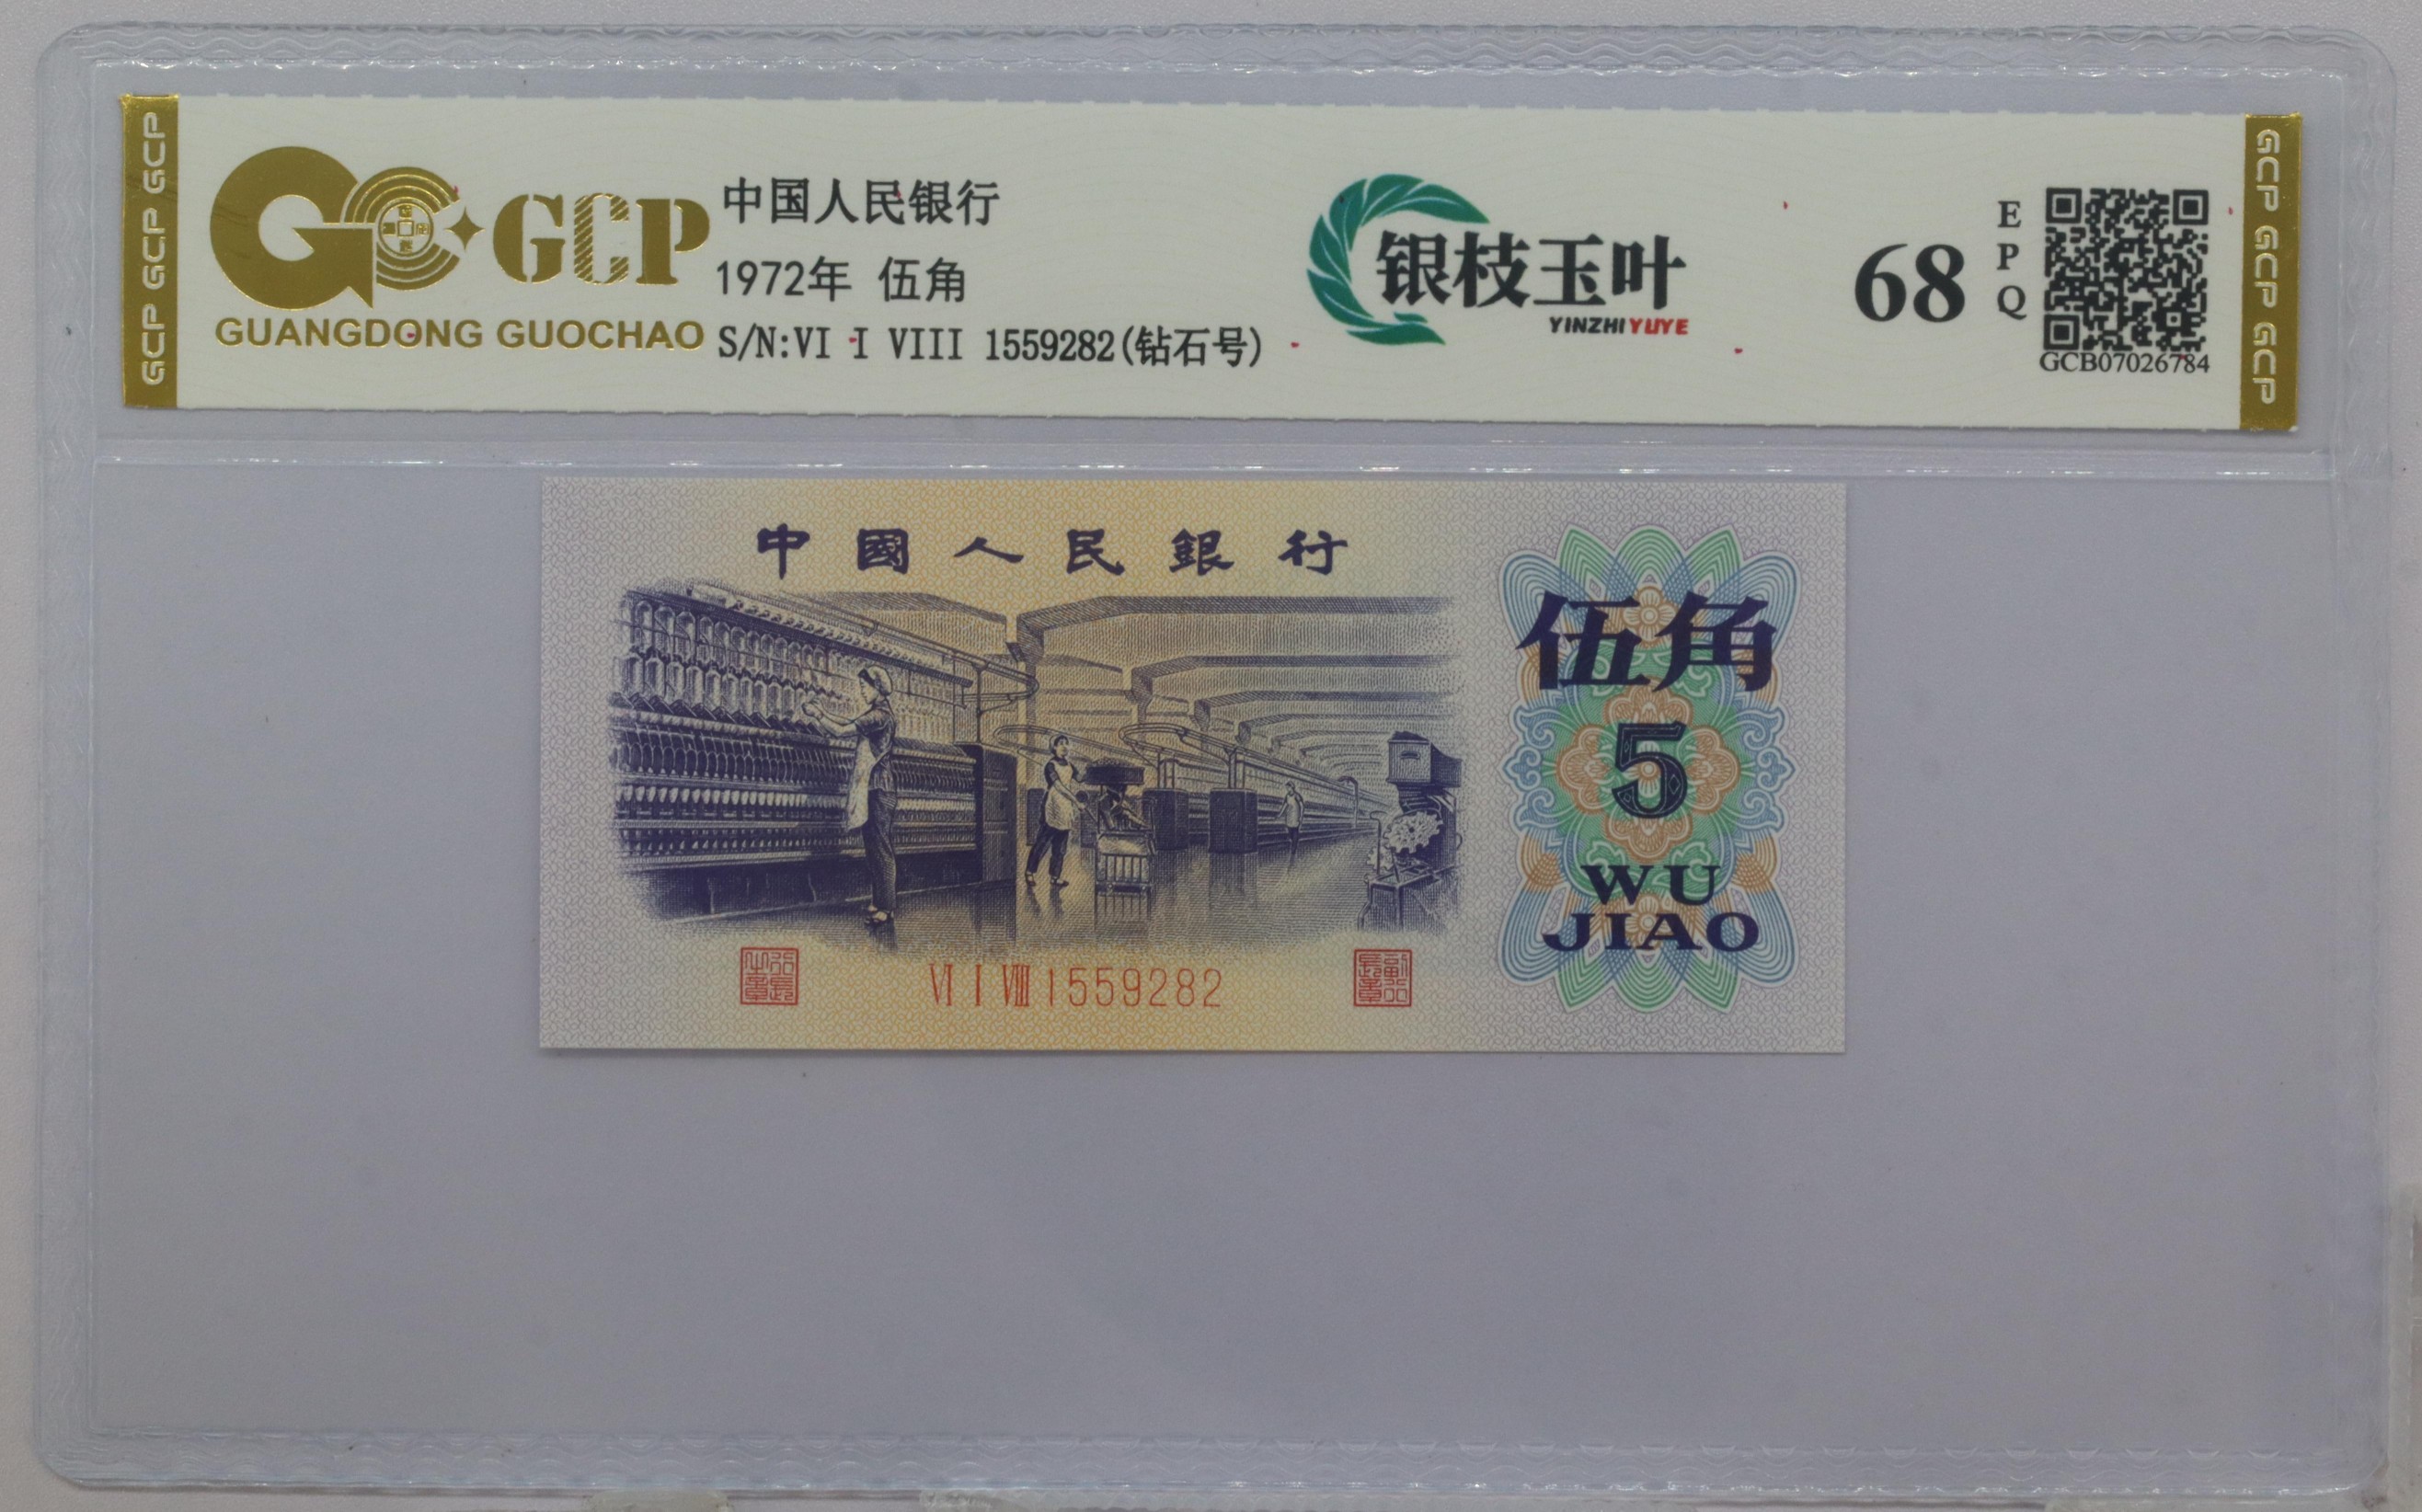 GCP GCP GCP
GCP
GUANGDONG GUOCHAO
中国人民银行
1972年 伍角
S/N:VI I VIII 1559282(钻石号)
银枝玉叶
YINZHIYUYE
68
EPQ
GCB07026784
GCP GCP GCP
中國人民銀行
伍角
5
WU
JIAO
VI I VIII 1559282